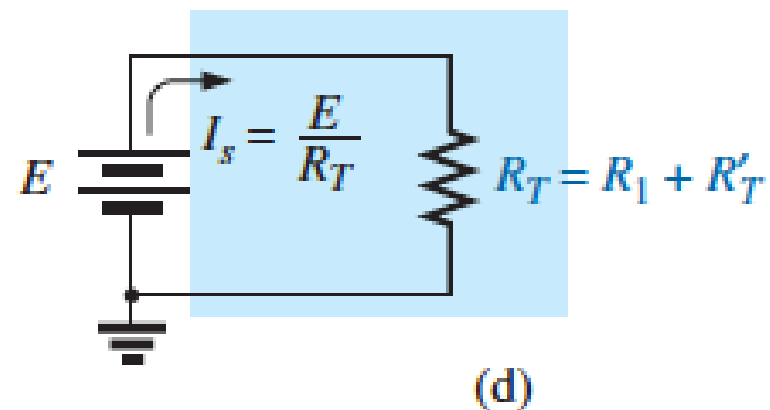 E
I_s = E/R_T
R_T = R_1 + R'_T
(d)